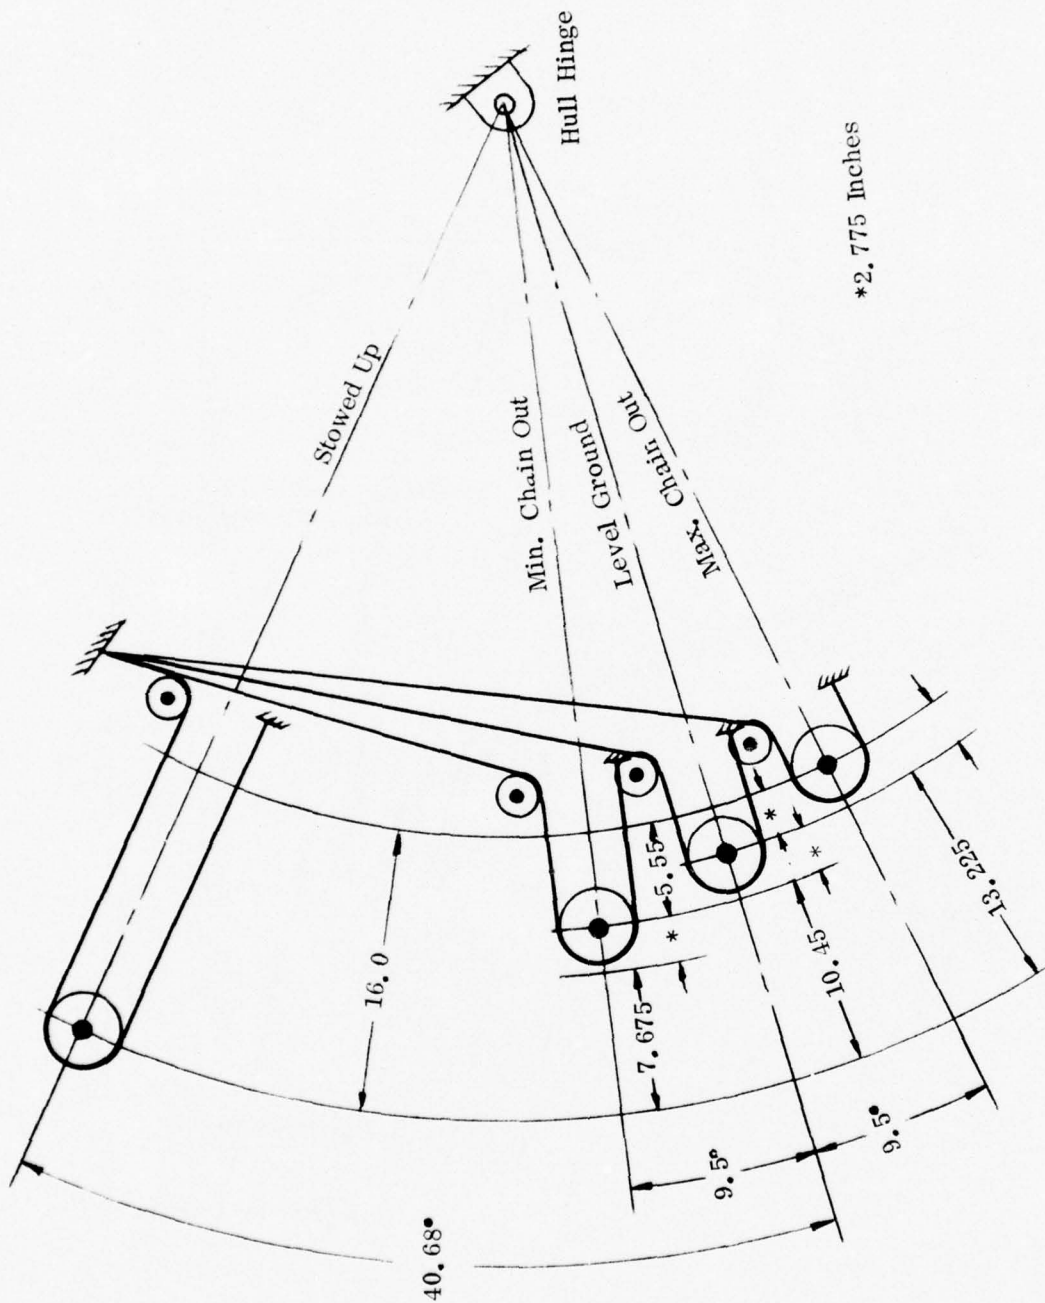 Hull Hinge
*2.775 Inches
Stowed Up
Min. Chain Out
Level Ground
Max. Chain Out
16.0
5.55
*
*
*
7.675
10.45
13.225
9.5°
9.5°
40.68°